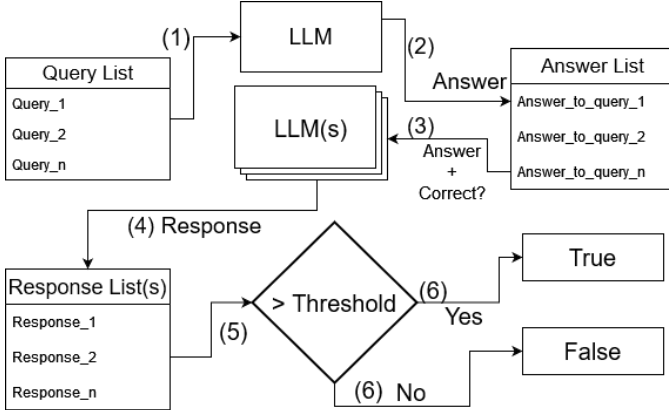 (1)
LLM
(2)
Query List
Query_1
Query_2
Query_n
Answer
Answer List
Answer_to_query_1
Answer_to_query_2
Answer_to_query_n
LLM(s)
(3)
Answer
+
Correct?
(4) Response
Response List(s)
Response_1
Response_2
Response_n
(5)
> Threshold
(6)
Yes
True
(6) No
False